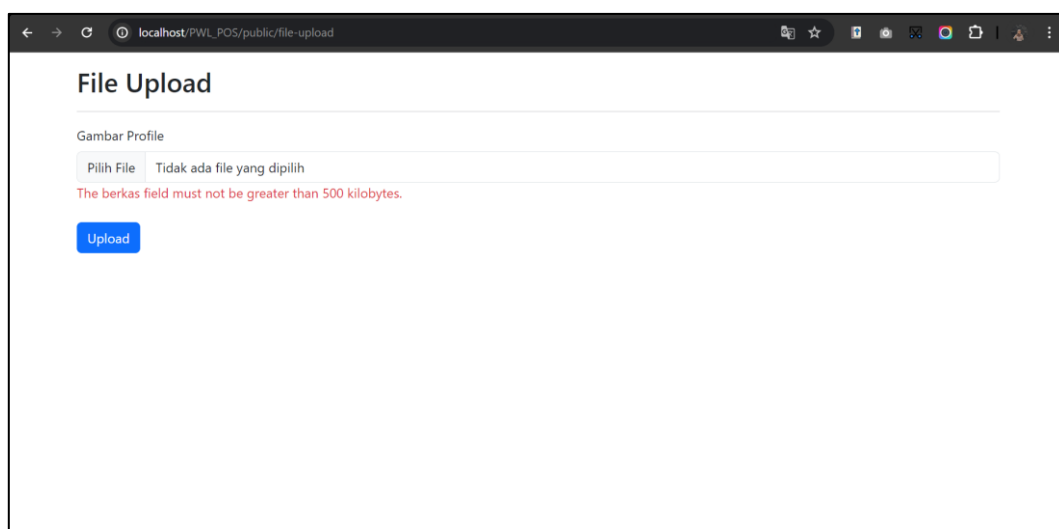 localhost/PWL_POS/public/file-upload
File Upload
Gambar Profile
Pilih File Tidak ada file yang dipilih
The berkas field must not be greater than 500 kilobytes.
Upload